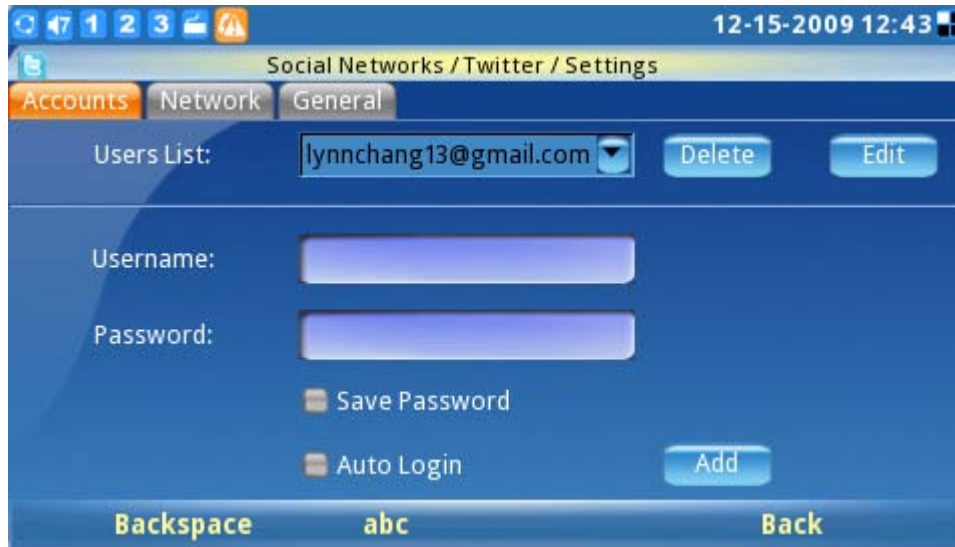 7 1 2 3 12-15-2009 12:43
Social Networks / Twitter / Settings
Accounts Network General
Users List: lynnchang13@gmail.com Delete Edit
Username:
Password:
Save Password
Auto Login Add
Backspace abc Back